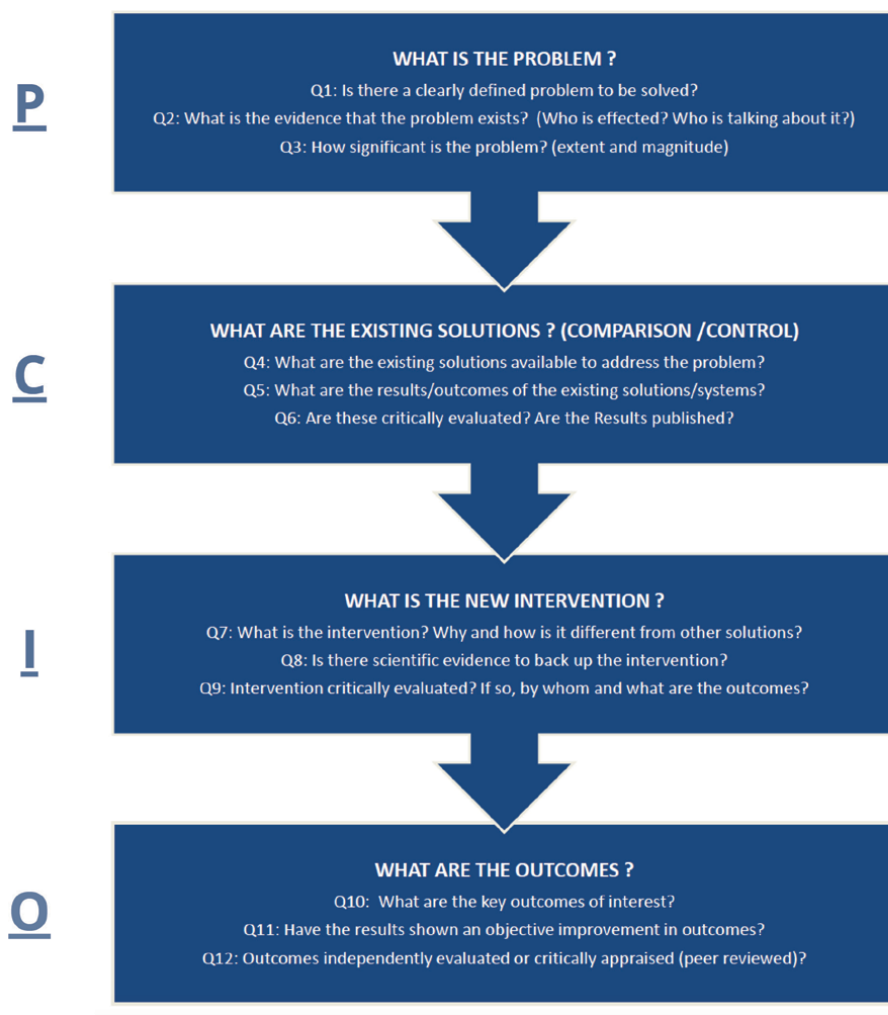 P
WHAT IS THE PROBLEM ?
Q1: Is there a clearly defined problem to be solved?
Q2: What is the evidence that the problem exists?  (Who is effected? Who is talking about it?)
Q3: How significant is the problem? (extent and magnitude)
C
WHAT ARE THE EXISTING SOLUTIONS ? (COMPARISON /CONTROL)
Q4: What are the existing solutions available to address the problem?
Q5: What are the results/outcomes of the existing solutions/systems?
Q6: Are these critically evaluated? Are the Results published?
I
WHAT IS THE NEW INTERVENTION ?
Q7: What is the intervention? Why and how is it different from other solutions?
Q8: Is there scientific evidence to back up the intervention?
Q9: Intervention critically evaluated? If so, by whom and what are the outcomes?
O
WHAT ARE THE OUTCOMES ?
Q10:  What are the key outcomes of interest?
Q11: Have the results shown an objective improvement in outcomes?
Q12: Outcomes independently evaluated or critically appraised (peer reviewed)?